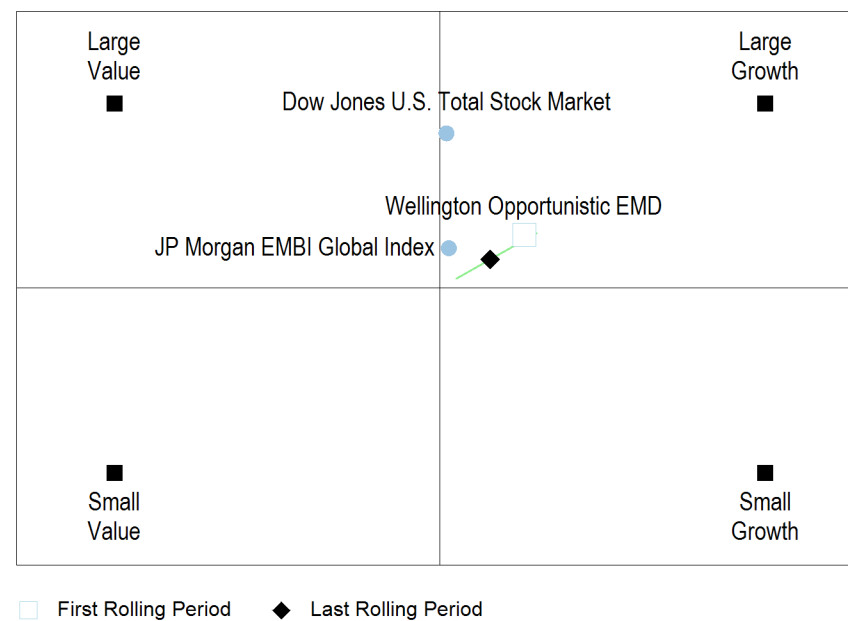 Large
Value
Large
Growth
Dow Jones U.S. Total Stock Market
Wellington Opportunistic EMD
JP Morgan EMBI Global Index
Small
Value
Small
Growth
First Rolling Period
Last Rolling Period